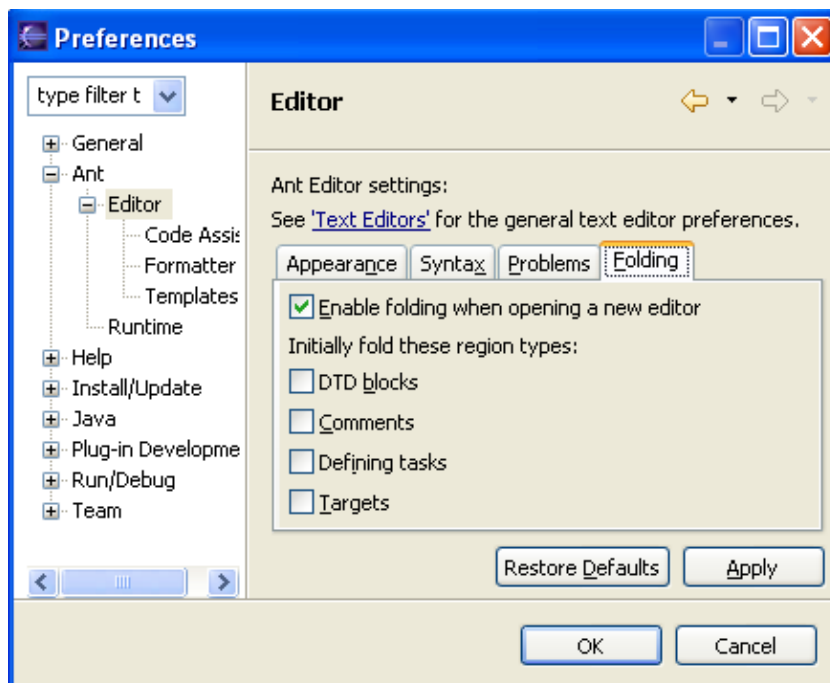 Preferences
type filter t
General
Ant
Editor
Code Assis
Formatter
Templates
Runtime
Help
Install/Update
Java
Plug-in Developme
Run/Debug
Team
Editor
Ant Editor settings:
See 'Text Editors' for the general text editor preferences.
Appearance Syntax Problems Folding
Enable folding when opening a new editor
Initially fold these region types:
DTD blocks
Comments
Defining tasks
Targets
Restore Defaults Apply
OK Cancel